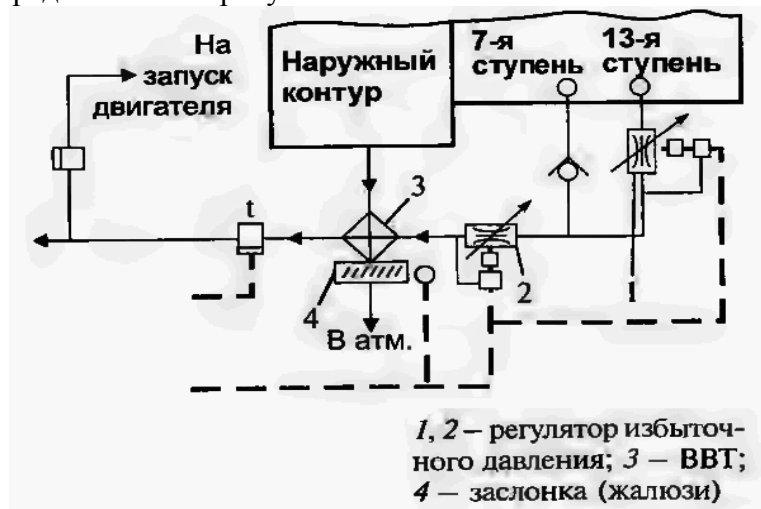 На
запуск
двигателя
Наружный
контур
7-я
ступень
13-я
ступень
3
t
2
4
В атм.
1
1, 2 – регулятор избыточ-
ного давления; 3 – ВВТ;
4 – заслонка (жалюзи)